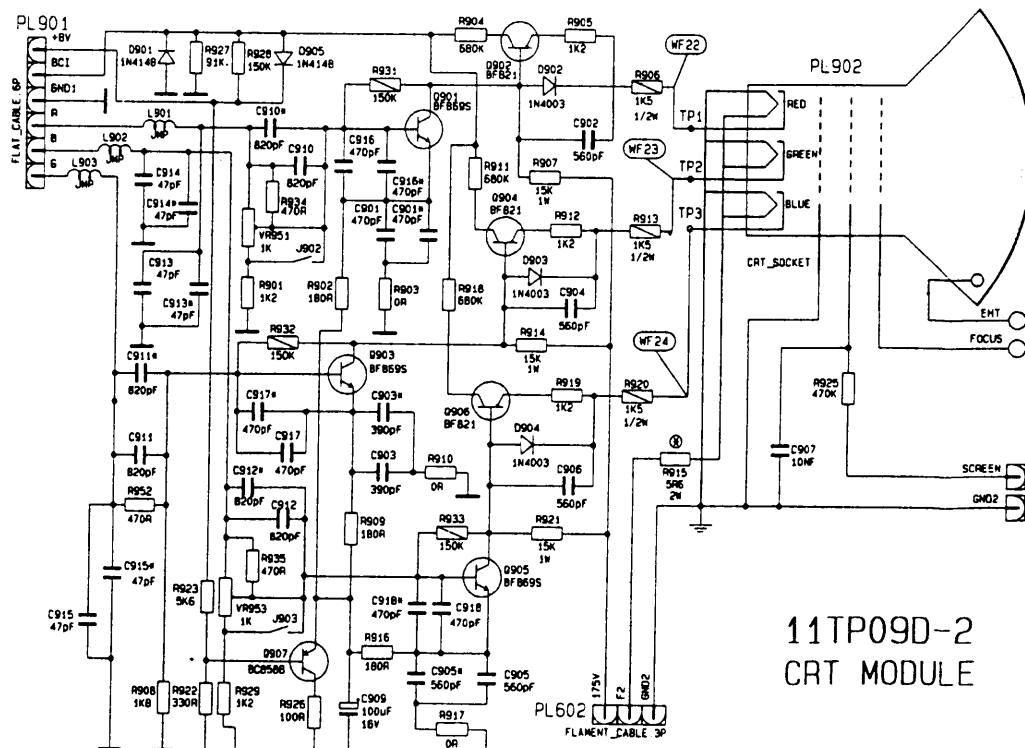 PL901
+8V
BCI
GND1
R
B
G
FLAT_CABLE.6P
D901
1N4148
R927
91K.
R928
150K
D905
1N4148
R904
680K
R905
1K2
Q902
BF821
D902
1N4003
R906
1K5
1/2W
WF22
PL902
R931
150K
Q901
BF869S
L901
JMP
L902
JMP
L903
JMP
C910*
820pF
C910
820pF
C916
470pF
C916*
470pF
R934
470R
C901
470pF
C901*
470pF
C902
560pF
TP1
RED
WF23
TP2
GREEN
TP3
BLUE
R911
680K
R907
15K
1W
C914
47pF
C914*
47pF
VR951
1K
J902
Q904
BF821
R912
1K2
R913
1K5
1/2W
CRT_SOCKET
C913
47pF
C913*
47pF
R901
1K2
R902
180R
R903
0R
R918
680K
D903
1N4003
C904
560pF
EHT
FOCUS
R932
150K
Q903
BF869S
R914
15K
1W
WF24
C911*
820pF
C917*
470pF
C917
470pF
C903*
390pF
C903
390pF
Q906
BF821
R919
1K2
R920
1K5
1/2W
R925
470K
C911
820pF
C912*
820pF
C912
820pF
R910
0R
D904
1N4003
C906
560pF
R915
5R6
2W
C907
10NF
SCREEN
GND2
R952
470R
R909
180R
R933
150K
R921
15K
1W
C915*
47pF
C915
47pF
R923
5K6
R935
470R
VR953
1K
J903
Q905
BF869S
C918*
470pF
C918
470pF
Q907
BC858B
R916
180R
C905*
560pF
C905
560pF
11TP09D-2
CRT MODULE
R908
1K8
R922
330R
R929
1K2
R926
100R
C909
100uF
16V
R917
0R
175V
F2
GND2
PL602
FLAMENT_CABLE.3P